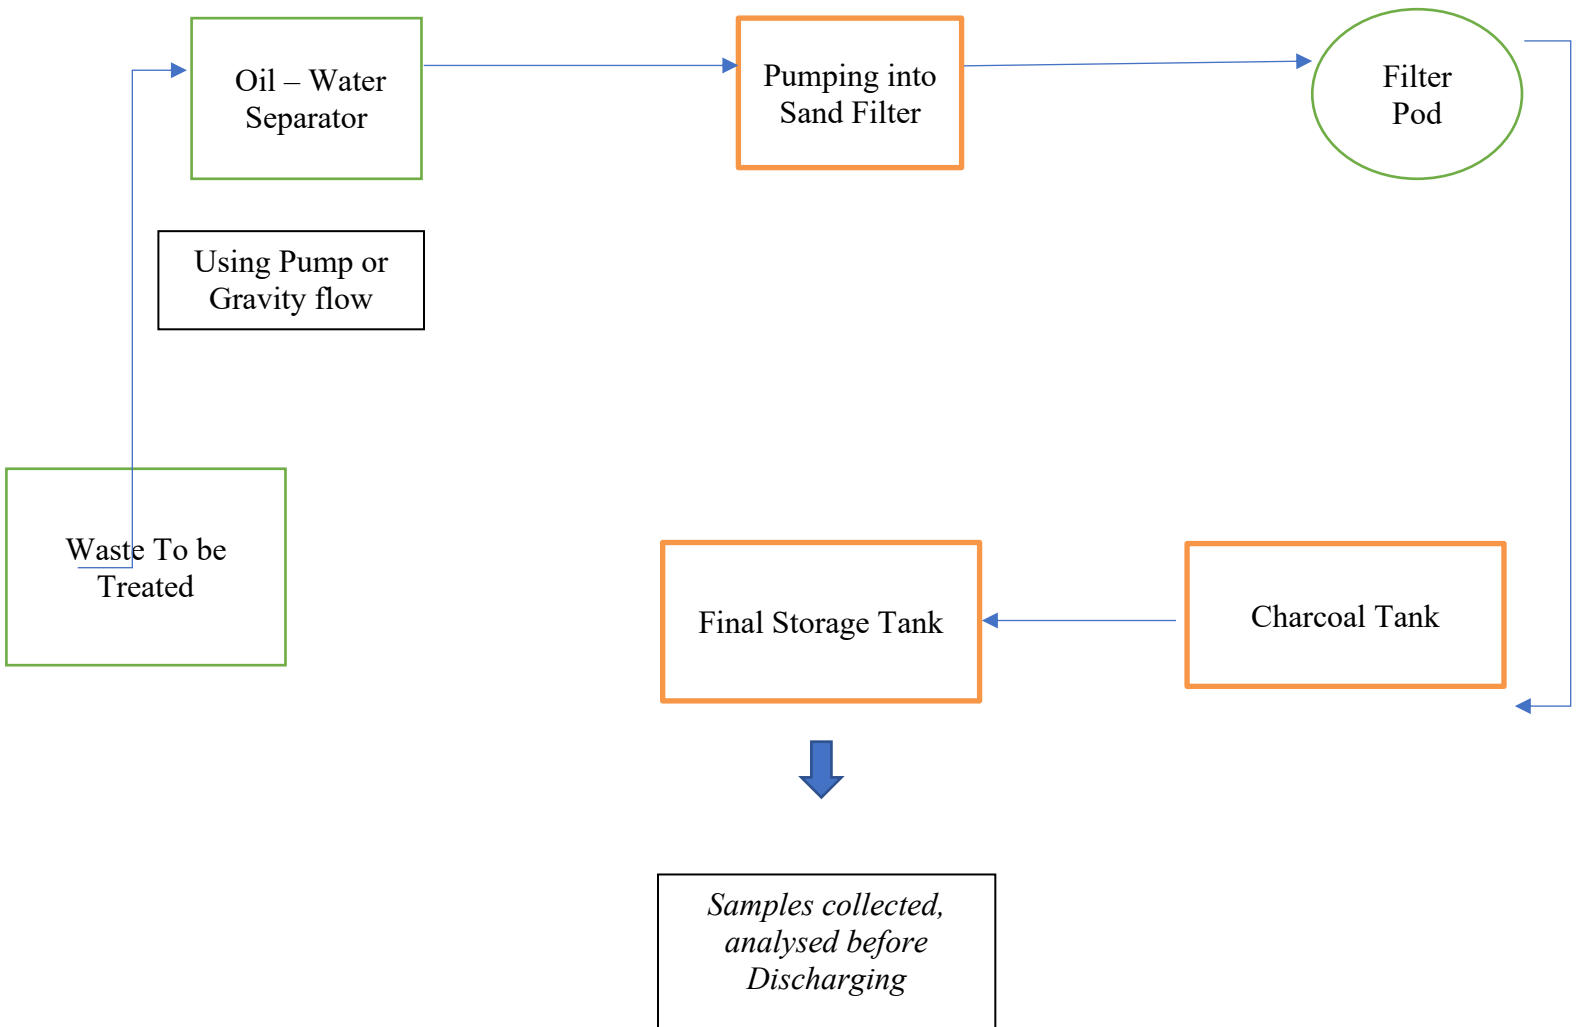 Oil – Water
Separator
Pumping into
Sand Filter
Filter
Pod
Using Pump or
Gravity flow
Waste To be
Treated
Final Storage Tank
Charcoal Tank
Samples collected,
analysed before
Discharging